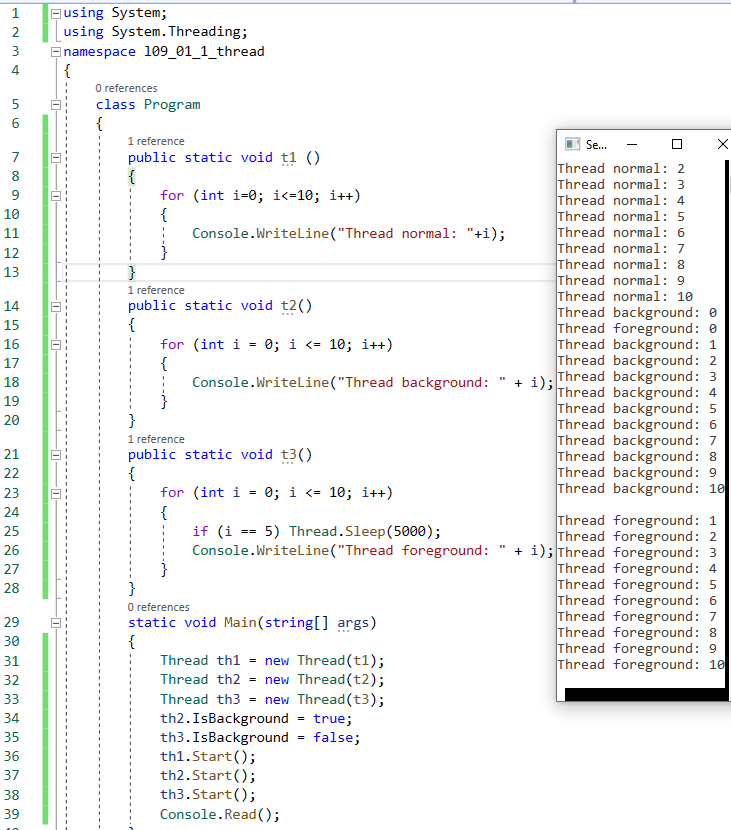 1 using System;
2 using System.Threading;
3 namespace l09_01_1_thread
4 {
0 references
5 class Program
6 {
1 reference
7 public static void t1 ()
8 {
9 for (int i=0; i<=10; i++)
10 {
11 Console.WriteLine("Thread normal: "+i);
12 }
13 }
1 reference
14 public static void t2()
15 {
16 for (int i = 0; i <= 10; i++)
17 {
18 Console.WriteLine("Thread background: " + i);
19 }
20 }
1 reference
21 public static void t3()
22 {
23 for (int i = 0; i <= 10; i++)
24 {
25 if (i == 5) Thread.Sleep(5000);
26 Console.WriteLine("Thread foreground: " + i);
27 }
28 }
0 references
29 static void Main(string[] args)
30 {
31 Thread th1 = new Thread(t1);
32 Thread th2 = new Thread(t2);
33 Thread th3 = new Thread(t3);
34 th2.IsBackground = true;
35 th3.IsBackground = false;
36 th1.Start();
37 th2.Start();
38 th3.Start();
39 Console.Read();
Se...
Thread normal: 2
Thread normal: 3
Thread normal: 4
Thread normal: 5
Thread normal: 6
Thread normal: 7
Thread normal: 8
Thread normal: 9
Thread normal: 10
Thread background: 0
Thread foreground: 0
Thread background: 1
Thread background: 2
Thread background: 3
Thread background: 4
Thread background: 5
Thread background: 6
Thread background: 7
Thread background: 8
Thread background: 9
Thread background: 10
Thread foreground: 1
Thread foreground: 2
Thread foreground: 3
Thread foreground: 4
Thread foreground: 5
Thread foreground: 6
Thread foreground: 7
Thread foreground: 8
Thread foreground: 9
Thread foreground: 10